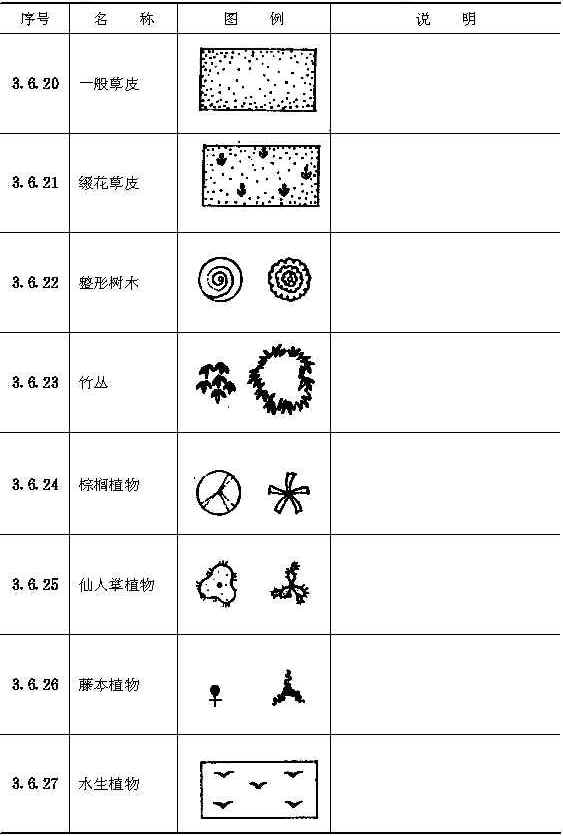 序号 名称 图例 说明
3.6.20 一般草皮
3.6.21 缀花草皮
3.6.22 整形树木
3.6.23 竹丛
3.6.24 棕榈植物
3.6.25 仙人掌植物
3.6.26 藤本植物
3.6.27 水生植物